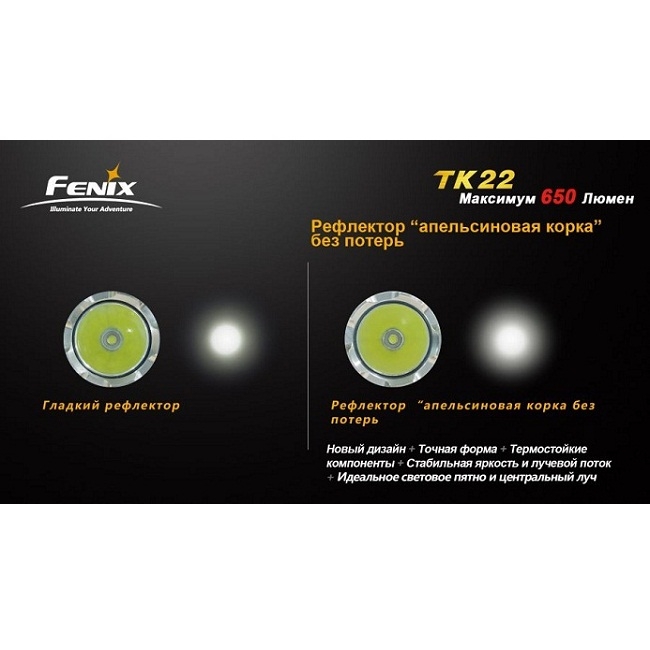 FENIX
Illuminate Your Adventure
TK22
Максимум 650 Люмен
Рефлектор “апельсиновая корка”
без потерь
Гладкий рефлектор
Рефлектор “апельсиновая корка без
потерь
Новый дизайн + Точная форма + Термостойкие
компоненты + Стабильная яркость и лучевой поток
+ Идеальное световое пятно и центральный луч